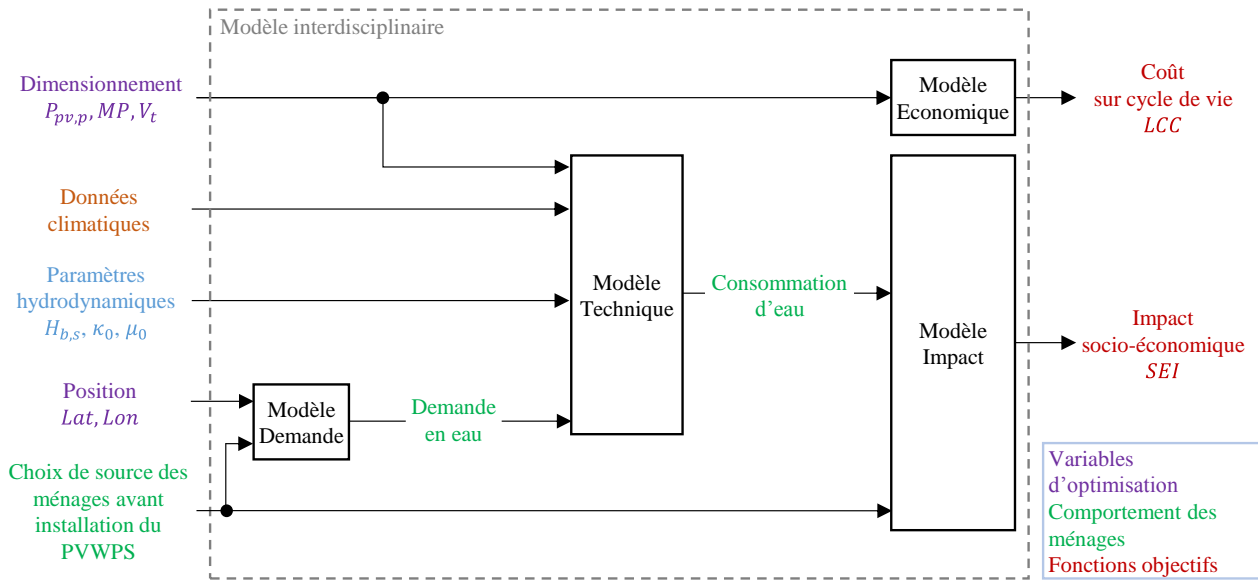 Modèle interdisciplinaire
Dimensionnement
P_{pv,p}, MP, V_t
Modèle
Economique
Coût
sur cycle de vie
LCC
Données
climatiques
Paramètres
hydrodynamiques
H_{b,s}, κ_0, μ_0
Modèle
Technique
Consommation
d'eau
Modèle
Impact
Impact
socio-économique
SEI
Position
Lat, Lon
Modèle
Demande
Demande
en eau
Choix de source des
ménages avant
installation du
PVWPS
Variables
d'optimisation
Comportement des
ménages
Fonctions objectifs